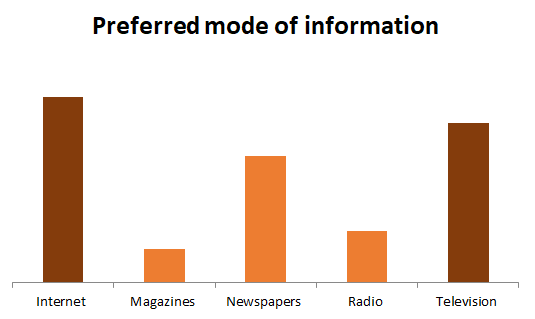 Preferred mode of information
Internet Magazines Newspapers Radio Television